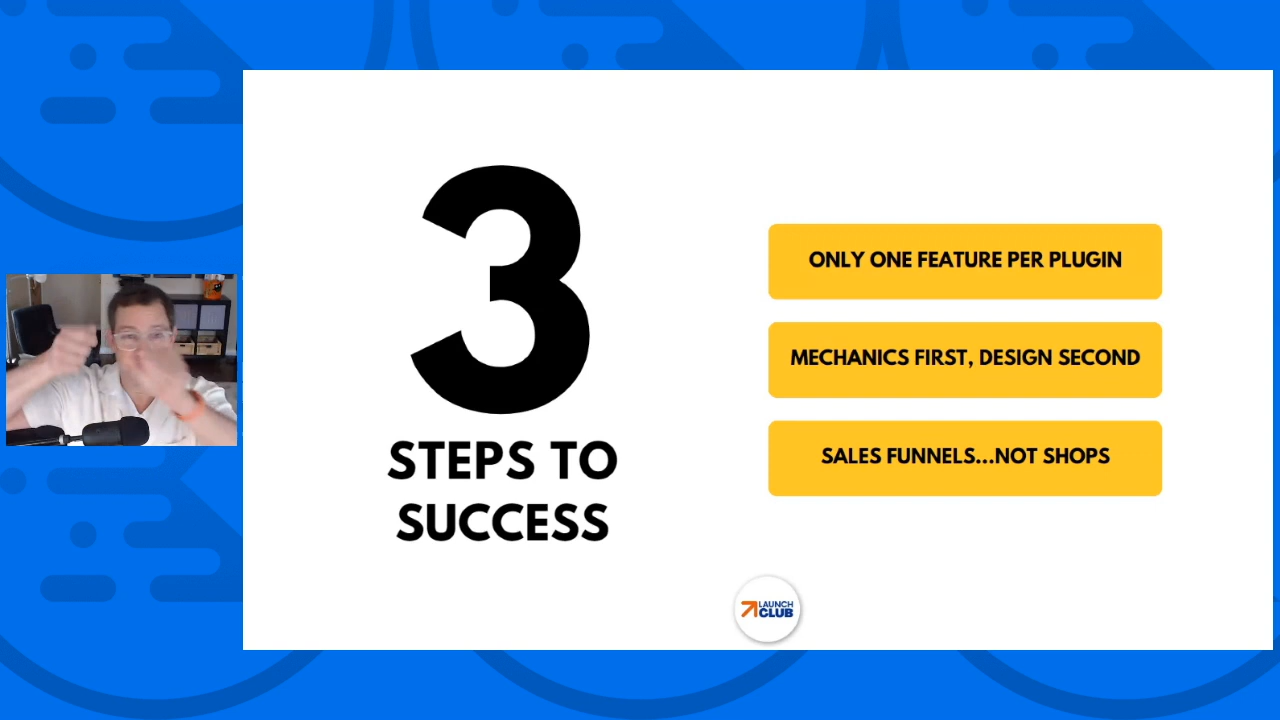 3
STEPS TO
SUCCESS
ONLY ONE FEATURE PER PLUGIN
MECHANICS FIRST, DESIGN SECOND
SALES FUNNELS...NOT SHOPS
LAUNCH
CLUB